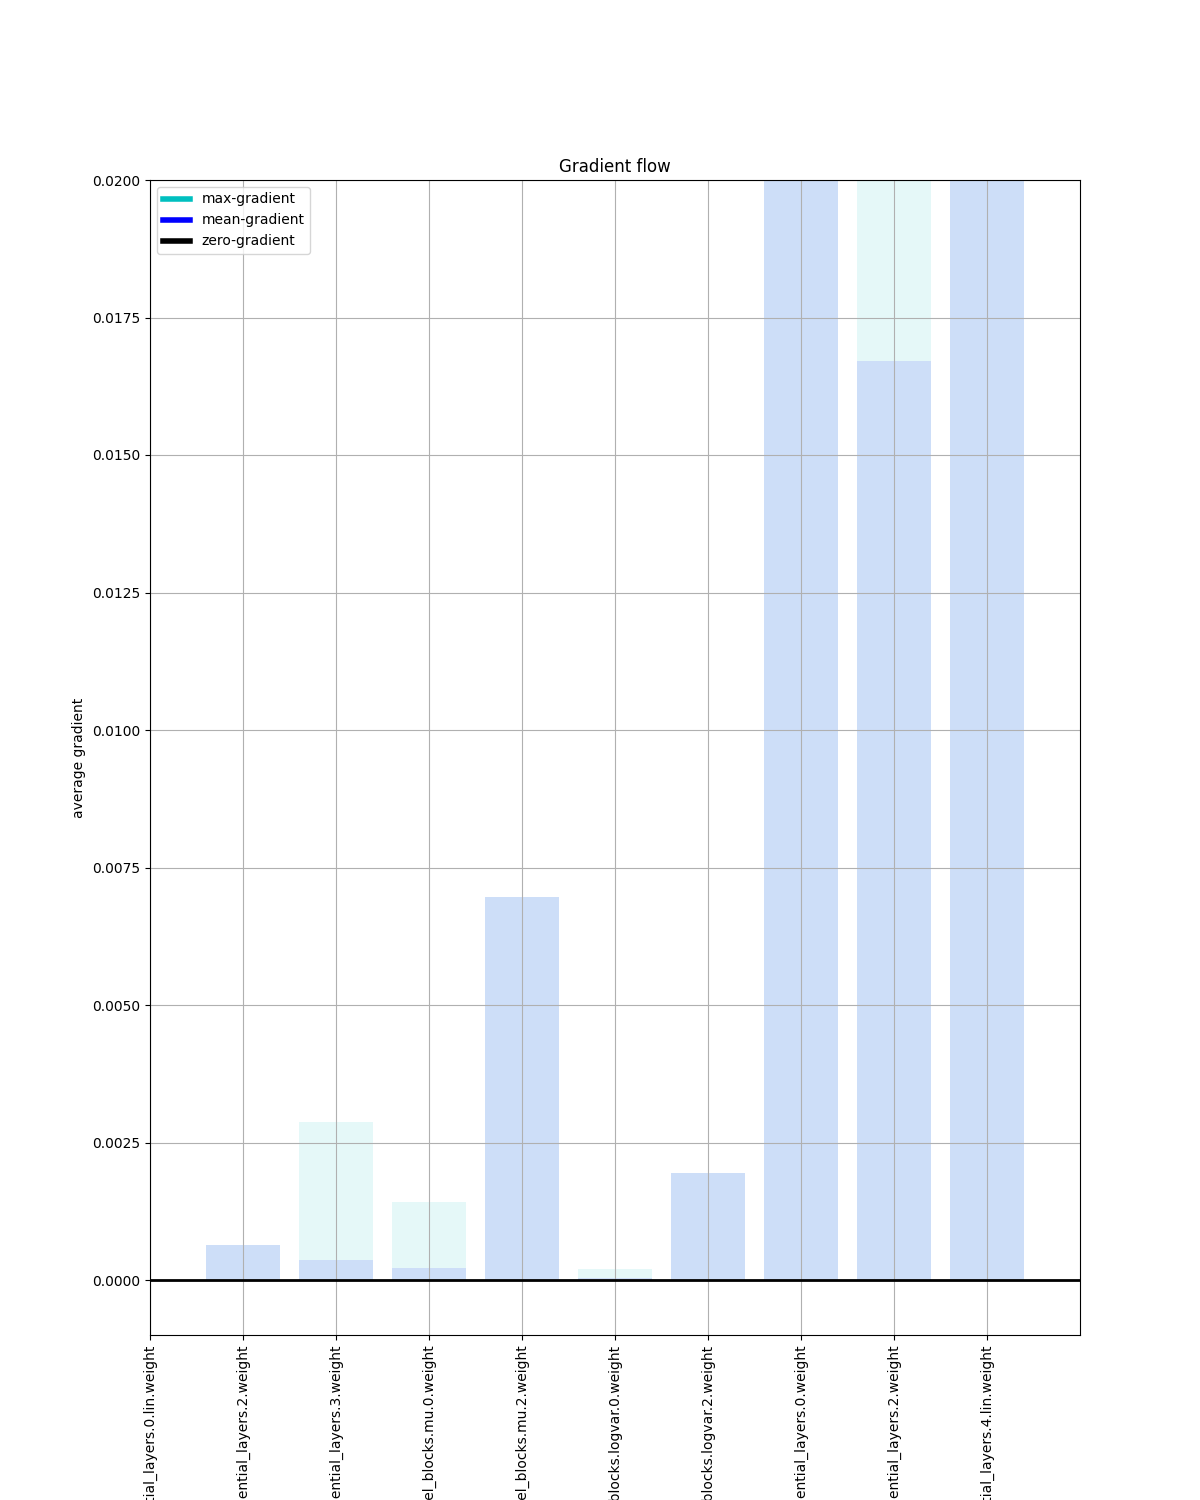 Gradient flow
max-gradient
mean-gradient
zero-gradient
0.0200
0.0175
0.0150
0.0125
0.0100
0.0075
0.0050
0.0025
0.0000
average gradient
tial_layers.0.lin.weight
ential_layers.2.weight
ential_layers.3.weight
el_blocks.mu.0.weight
el_blocks.mu.2.weight
blocks.logvar.0.weight
blocks.logvar.2.weight
ential_layers.0.weight
ential_layers.2.weight
tial_layers.4.lin.weight